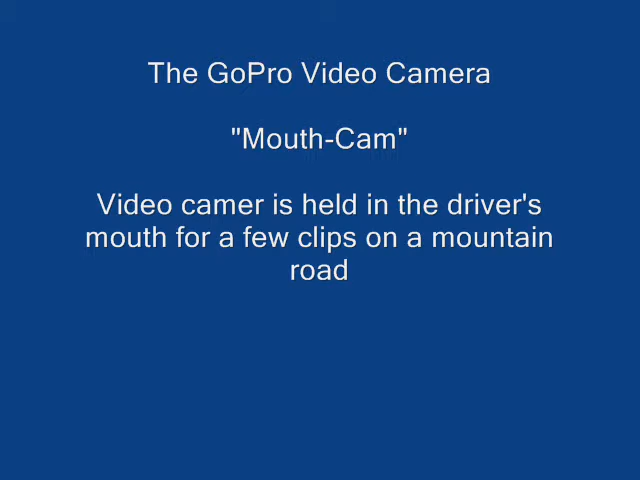 The GoPro Video Camera
"Mouth-Cam"
Video camer is held in the driver's
mouth for a few clips on a mountain
road